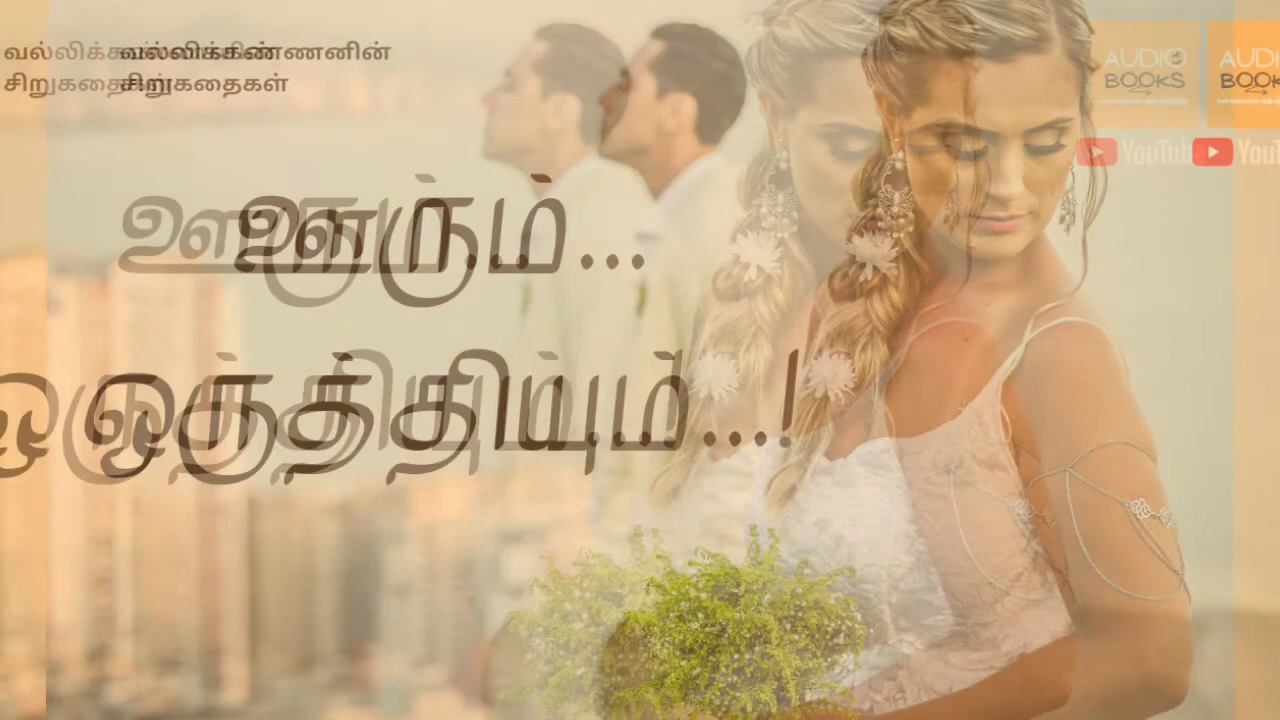 வல்லிக்கண்ணனின்
சிறுகதைகள்
ஊரும்...
ஒருத்தியும்...!
AUDIO
BOOKS
YouTube